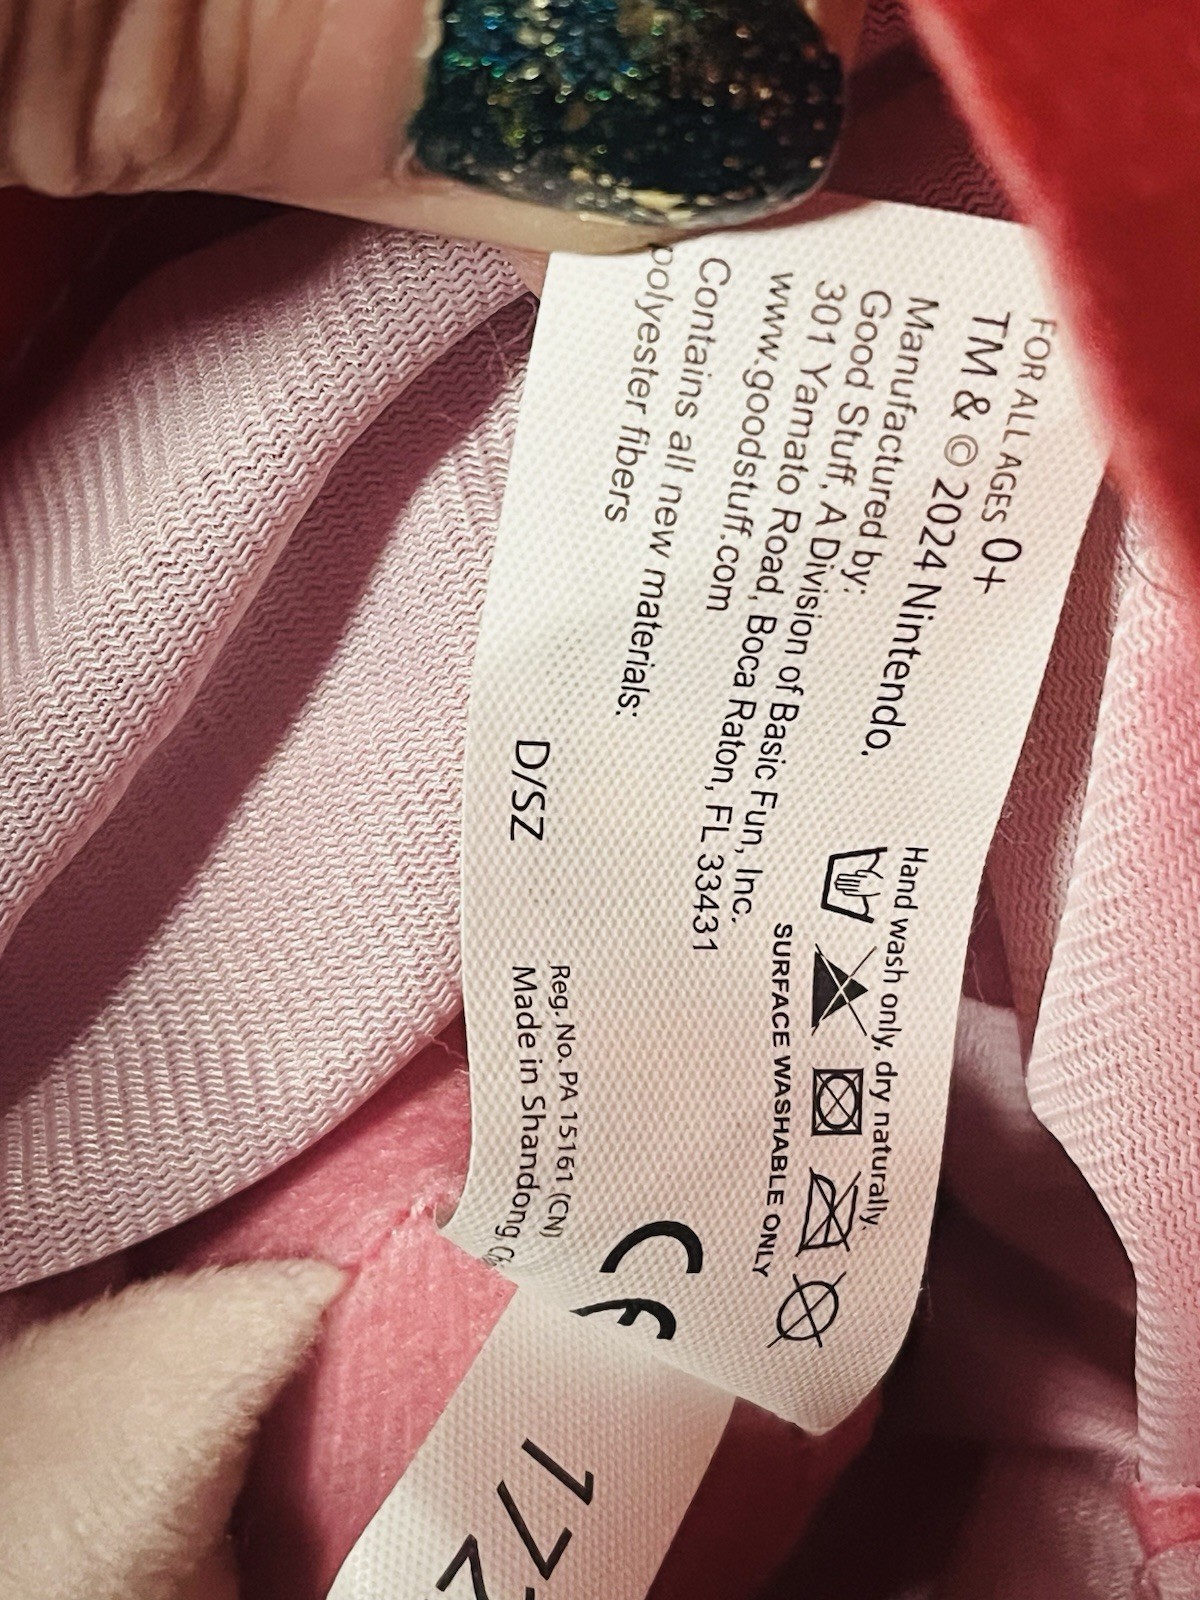 FOR ALL AGES 0+
TM & © 2024 Nintendo.
Manufactured by:
Good Stuff, A Division of Basic Fun, Inc.
301 Yamato Road, Boca Raton, FL 33431
www.goodstuff.com
Contains all new materials:
polyester fibers
Hand wash only, dry naturally.
SURFACE WASHABLE ONLY
D/SZ
CE
Reg. No. PA 15161 (CN)
Made in Shandong